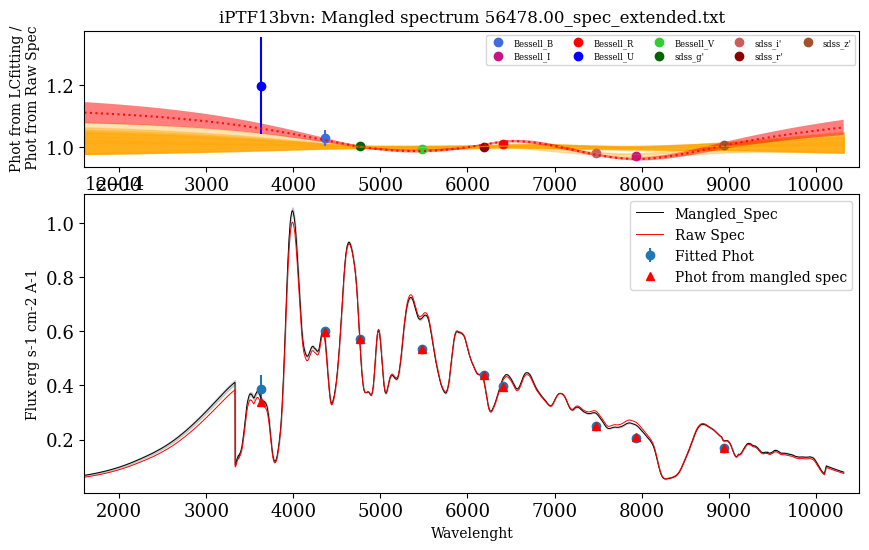 iPTF13bvn: Mangled spectrum 56478.00_spec_extended.txt
Phot from LCfitting /
Phot from Raw Spec
1.2
1.0
Bessell_B Bessell_R Bessell_V sdss_i' sdss_z'
Bessell_I Bessell_U sdss_g' sdss_r'
2000 3000 4000 5000 6000 7000 8000 9000 10000
1e−14
Flux erg s-1 cm-2 A-1
1.0
0.8
0.6
0.4
0.2
Mangled_Spec
Raw Spec
Fitted Phot
Phot from mangled spec
2000 3000 4000 5000 6000 7000 8000 9000 10000
Wavelenght